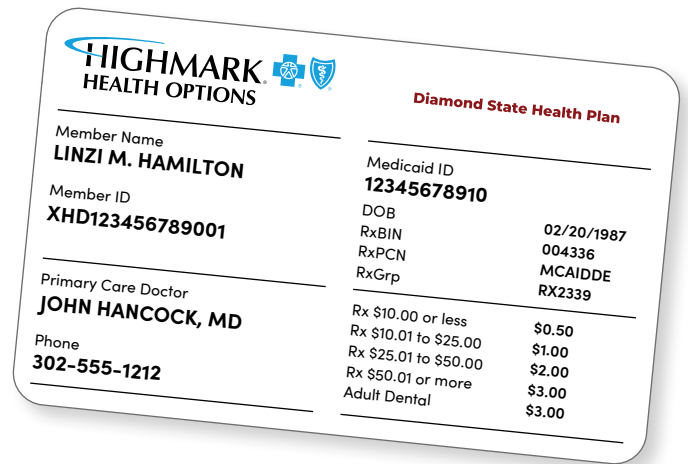 HIGHMARK
HEALTH OPTIONS
Diamond State Health Plan
Member Name
LINZI M. HAMILTON
Member ID
XHD123456789001
Primary Care Doctor
JOHN HANCOCK, MD
Phone
302-555-1212
Medicaid ID
12345678910
DOB 02/20/1987
RxBIN 004336
RxPCN MCAIDDE
RxGrp RX2339
Rx $10.00 or less $0.50
Rx $10.01 to $25.00 $1.00
Rx $25.01 to $50.00 $2.00
Rx $50.01 or more $3.00
Adult Dental $3.00